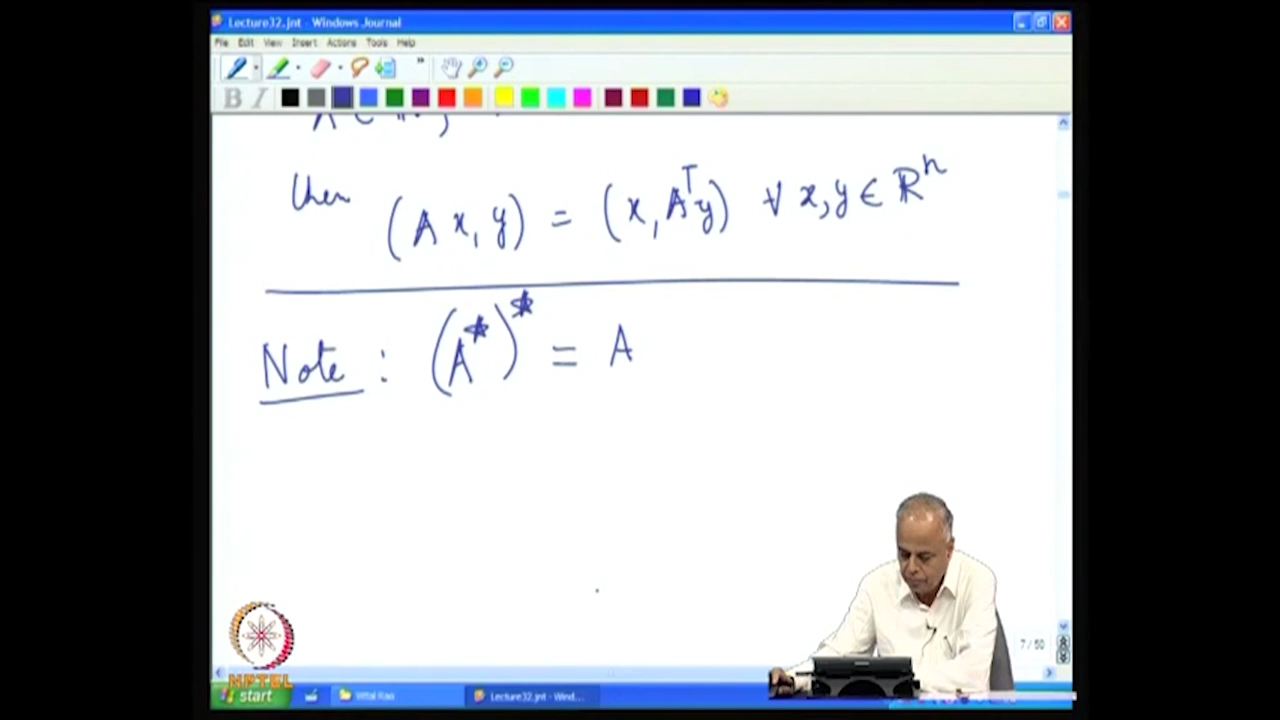 Lecture32.jnt - Windows Journal
File Edit View Insert Actions Tools Help
B I
then (A x, y) = (x, Aᵀy) ∀ x, y ∈ ℝⁿ
Note : (A*)* = A
7 / 50
NPTEL
start Vittal Rao Lecture32.jnt - Wind...